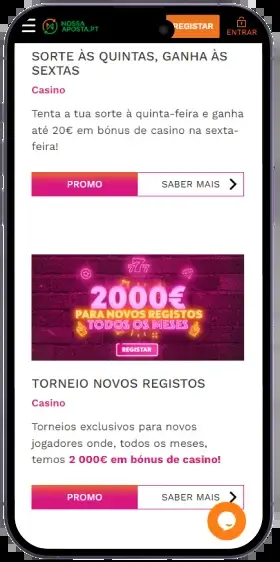 NOSSA
APOSTA.PT
REGISTAR
ENTRAR
SORTE ÀS QUINTAS, GANHA ÀS
SEXTAS
Casino
Tenta a tua sorte à quinta-feira e ganha
até 20€ em bónus de casino na sexta-
feira!
PROMO
SABER MAIS
777
2000€
PARA NOVOS REGISTOS
TODOS OS MESES
REGISTAR
TORNEIO NOVOS REGISTOS
Casino
Torneios exclusivos para novos
jogadores onde, todos os meses,
temos 2 000€ em bónus de casino!
PROMO
SABER MAIS